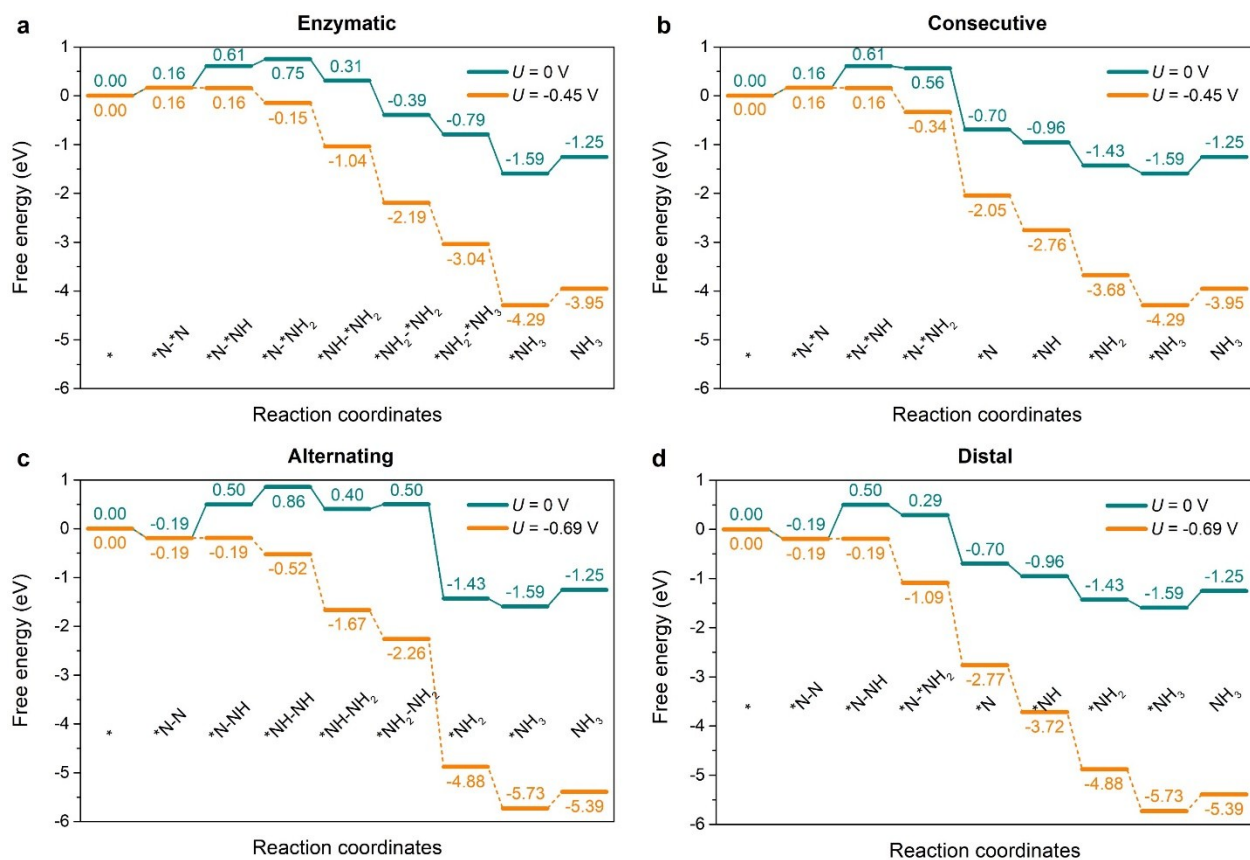 a
Enzymatic
1
0
-1
-2
-3
-4
-5
-6
Free energy (eV)
0.00 0.16 0.61 0.75 0.31 -0.39 -0.79 -1.59 -1.25
0.00 0.16 0.16 -0.15 -1.04 -2.19 -3.04 -4.29 -3.95
U = 0 V
U = -0.45 V
* *N-*N *N-*NH *N-*NH₂ *NH-*NH₂ *NH₂-*NH₂ *NH₂-*NH₃ *NH₃ NH₃
Reaction coordinates
b
Consecutive
1
0
-1
-2
-3
-4
-5
-6
Free energy (eV)
0.00 0.16 0.61 0.56 -0.70 -0.96 -1.43 -1.59 -1.25
0.00 0.16 0.16 -0.34 -2.05 -2.76 -3.68 -4.29 -3.95
U = 0 V
U = -0.45 V
* *N-*N *N-*NH *N-*NH₂ *N *NH *NH₂ *NH₃ NH₃
Reaction coordinates
c
Alternating
1
0
-1
-2
-3
-4
-5
-6
Free energy (eV)
0.00 -0.19 0.50 0.86 0.40 0.50 -1.43 -1.59 -1.25
0.00 -0.19 -0.19 -0.52 -1.67 -2.26 -4.88 -5.73 -5.39
U = 0 V
U = -0.69 V
* *N-N *N-NH *NH-NH *NH-NH₂ *NH₂-NH₂ *NH₂ *NH₃ NH₃
Reaction coordinates
d
Distal
1
0
-1
-2
-3
-4
-5
-6
Free energy (eV)
0.00 -0.19 0.50 0.29 -0.70 -0.96 -1.43 -1.59 -1.25
0.00 -0.19 -0.19 -1.09 -2.77 -3.72 -4.88 -5.73 -5.39
U = 0 V
U = -0.69 V
* *N-N *N-NH *N-*NH₂ *N *NH *NH₂ *NH₃ NH₃
Reaction coordinates